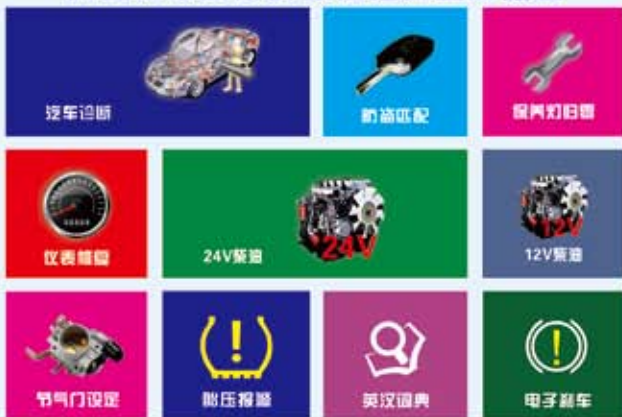 汽车诊断
防盗匹配
保养灯归零
仪表维修
24V柴油
24V
12V柴油
12V
节气门设定
胎压报警
英汉词典
电子刹车